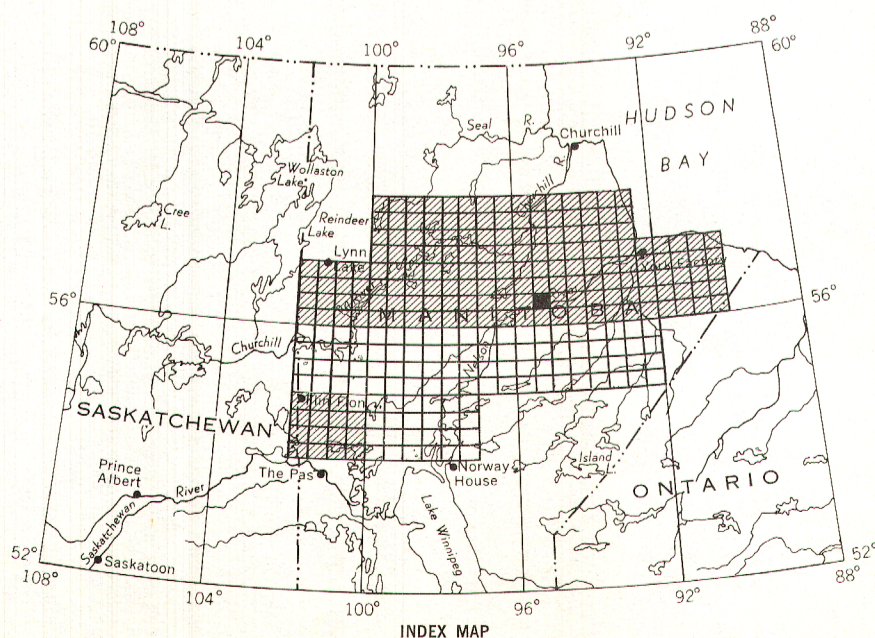 108°
104°
100°
96°
92°
88°
60°
60°
HUDSON
BAY
Seal R.
Churchill
Churchill R.
Wollaston
Lake
Cree
L.
Reindeer
Lake
Lynn
Lake
York Factory
56°
56°
MANITOBA
Churchill
Nelson
Flin Flon
SASKATCHEWAN
Prince
Albert
River
The Pas
Norway
House
Island
L.
ONTARIO
Saskatchewan
Saskatoon
Lake Winnipeg
52°
52°
108°
104°
100°
96°
92°
88°
INDEX MAP